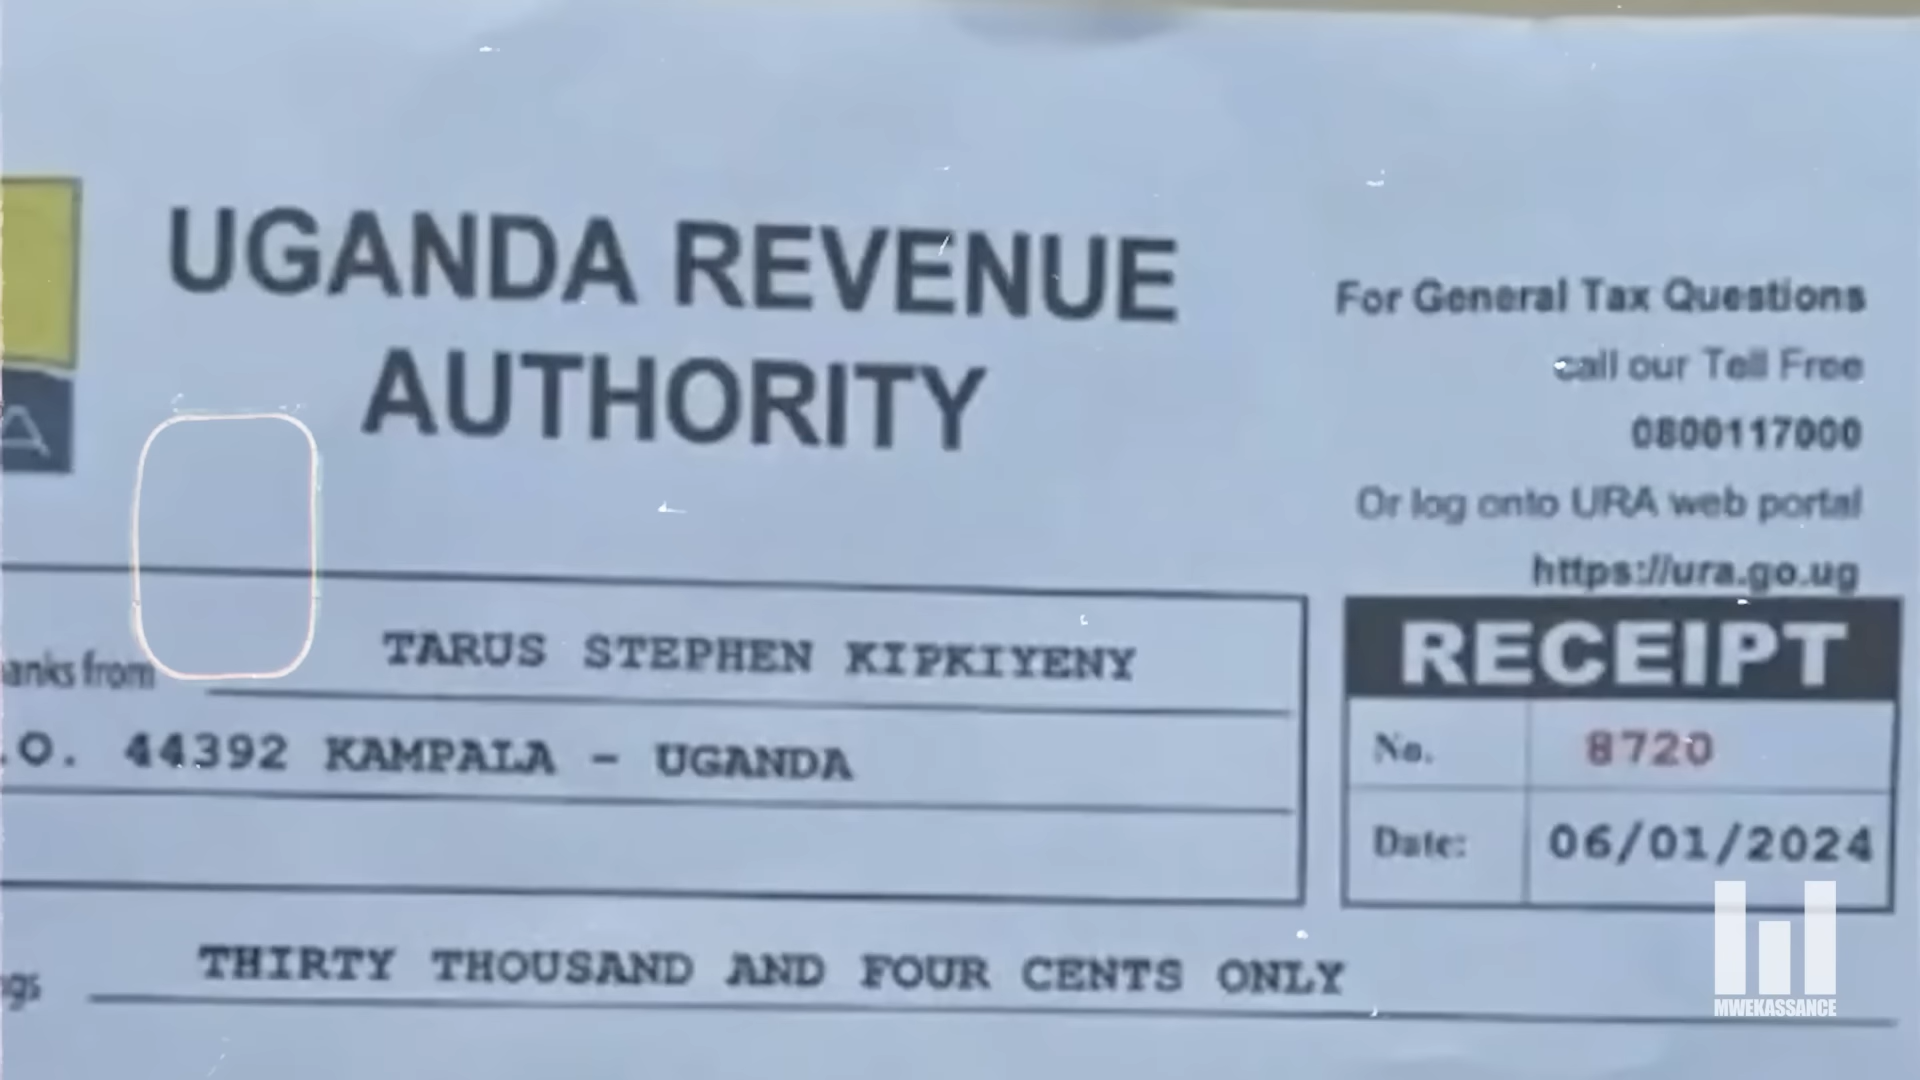 UGANDA REVENUE
AUTHORITY
A
For General Tax Questions
call our Toll Free
0800117000
Or log onto URA web portal
https://ura.go.ug
anks from TARUS STEPHEN KIPKIYENY
.O. 44392 KAMPALA - UGANDA
RECEIPT
No. 8720
Date: 06/01/2024
gs THIRTY THOUSAND AND FOUR CENTS ONLY
MWEKASSANCE